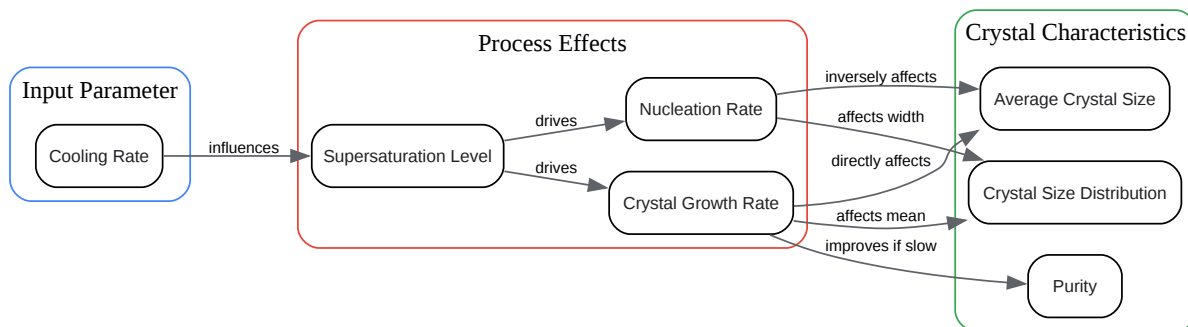 Input Parameter
Cooling Rate
influences
Process Effects
Supersaturation Level
drives
drives
Nucleation Rate
Crystal Growth Rate
inversely affects
affects width
directly affects
affects mean
improves if slow
Crystal Characteristics
Average Crystal Size
Crystal Size Distribution
Purity